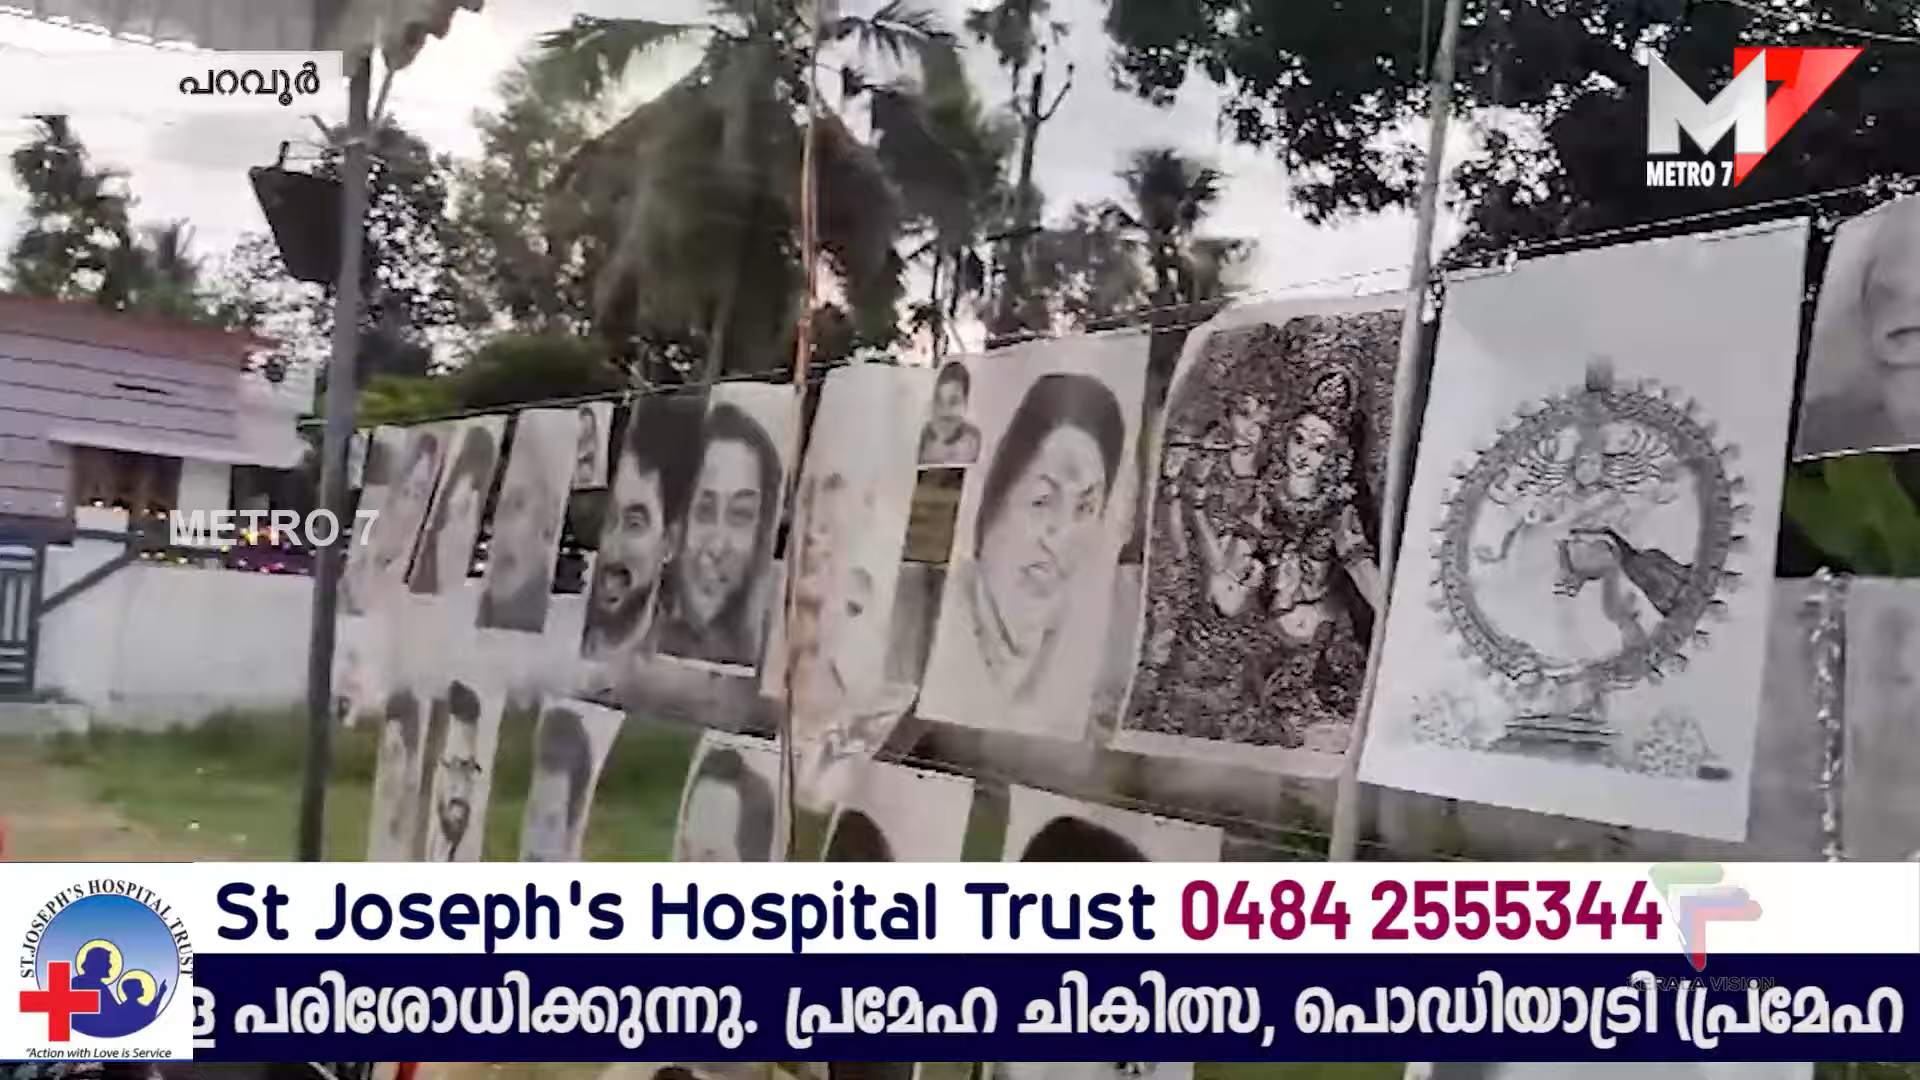 പറവൂർ
METRO 7
METRO 7
St Joseph's Hospital Trust 0484 2555344
ST.JOSEPH'S HOSPITAL TRUST
"Action with Love is Service
പരിശോധിക്കുന്നു. പ്രമേഹ ചികിത്സ, പൊഡിയാട്രി (പ്രമേഹ
KERALA VISION